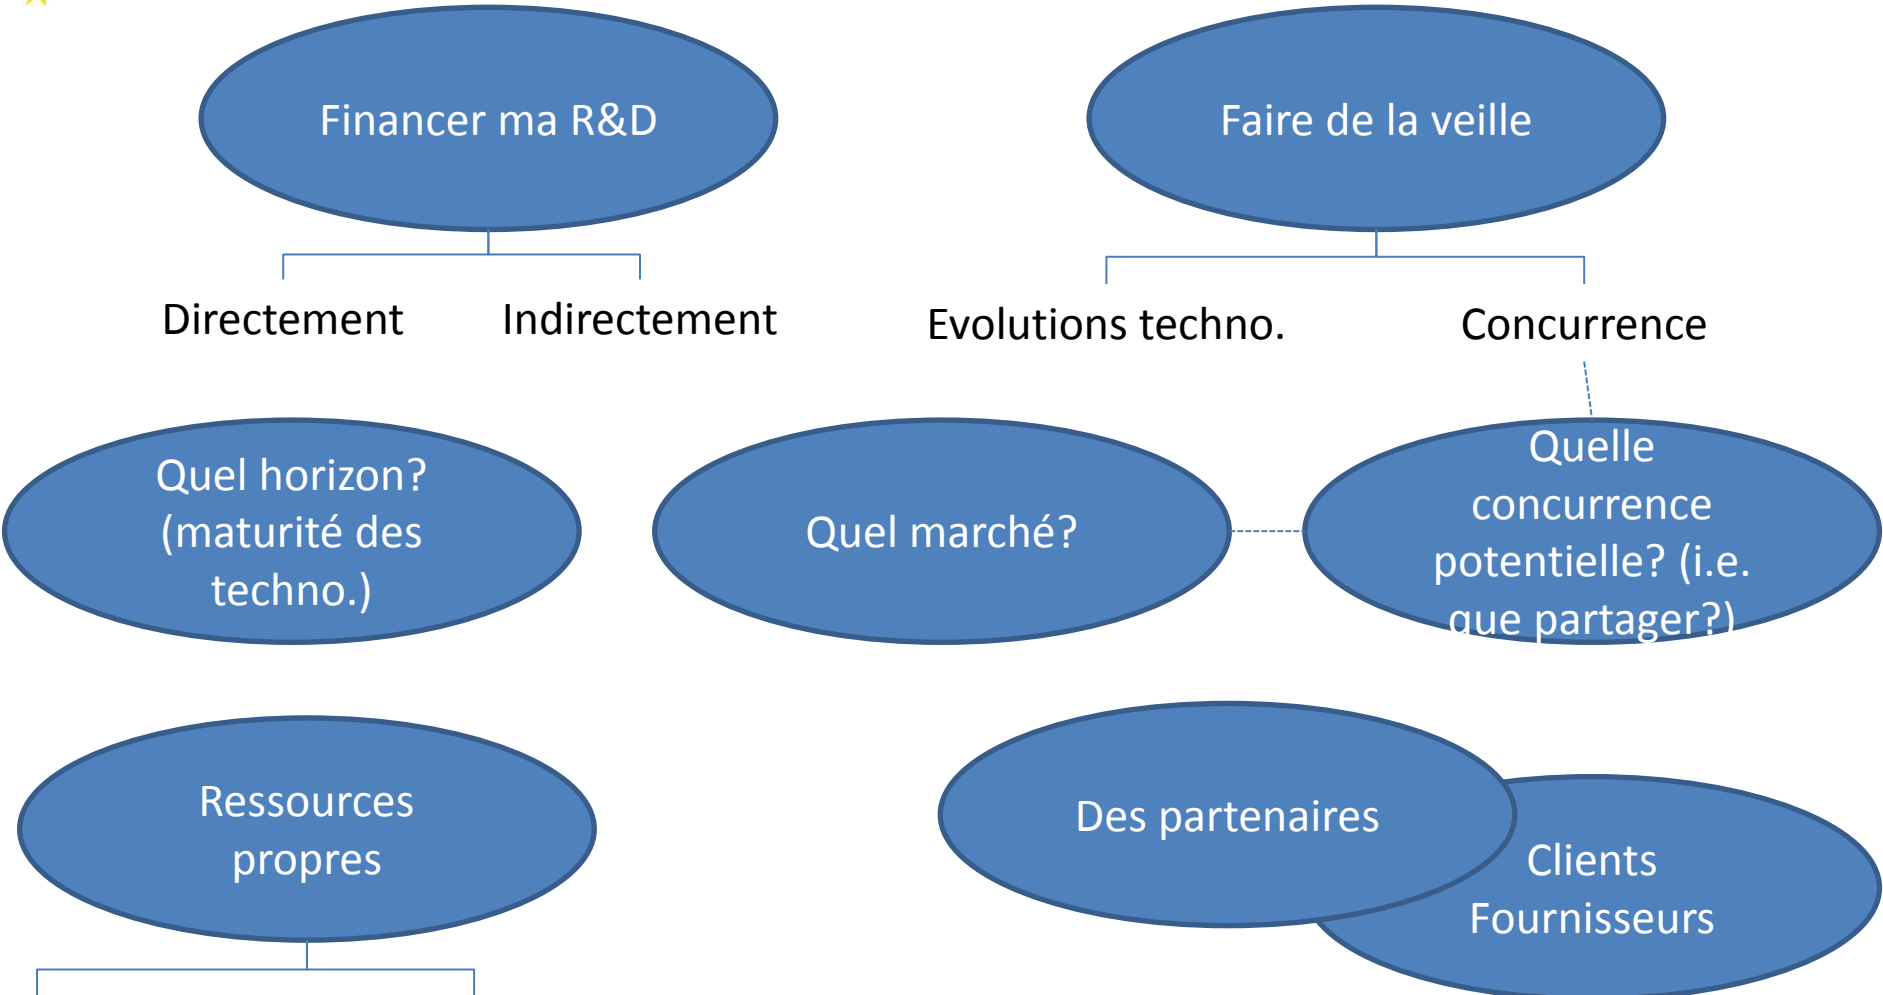 Financer ma R&D
Faire de la veille
Directement
Indirectement
Evolutions techno.
Concurrence
Quel horizon?
(maturité des
techno.)
Quel marché?
Quelle
concurrence
potentielle? (i.e.
que partager?)
Ressources
propres
Des partenaires
Clients
Fournisseurs